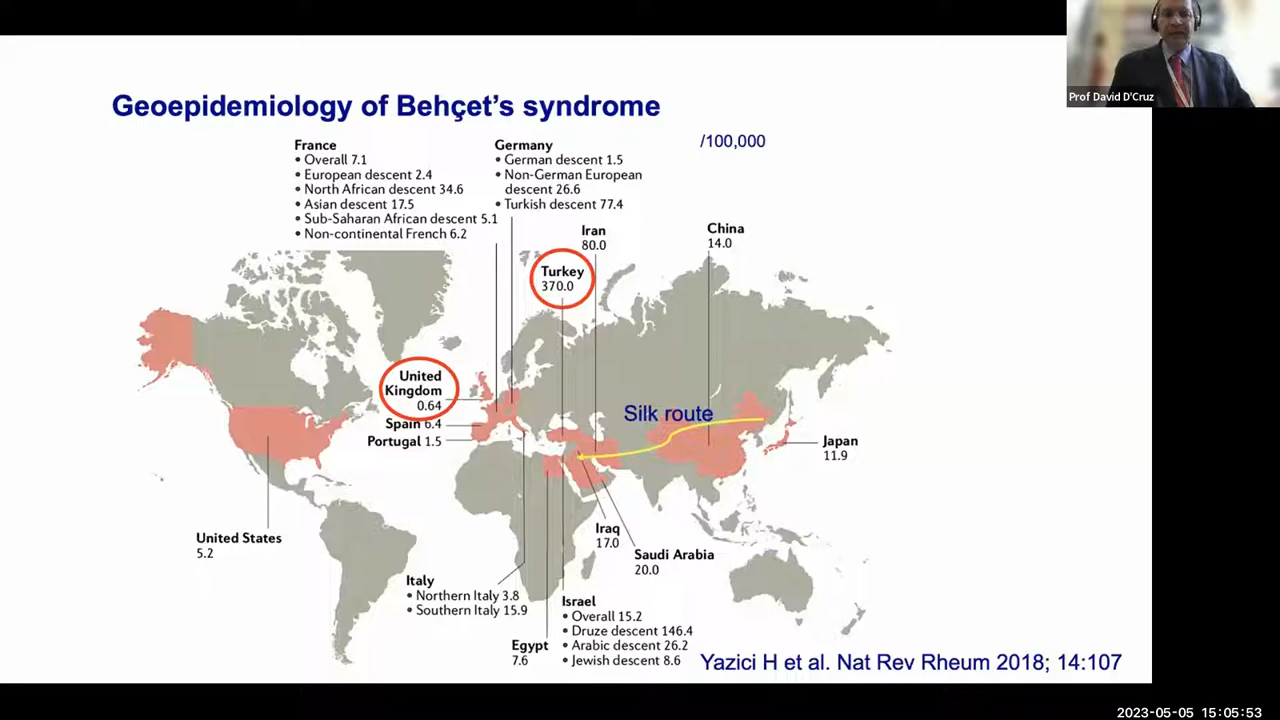 Prof David D'Cruz
Geoepidemiology of Behçet's syndrome
/100,000
France
• Overall 7.1
• European descent 2.4
• North African descent 34.6
• Asian descent 17.5
• Sub-Saharan African descent 5.1
• Non-continental French 6.2
Germany
• German descent 1.5
• Non-German European
descent 26.6
• Turkish descent 77.4
Iran
80.0
China
14.0
Turkey
370.0
United
Kingdom
0.64
Spain 6.4
Portugal 1.5
Silk route
Japan
11.9
United States
5.2
Iraq
17.0
Saudi Arabia
20.0
Italy
• Northern Italy 3.8
• Southern Italy 15.9
Egypt
7.6
Israel
• Overall 15.2
• Druze descent 146.4
• Arabic descent 26.2
• Jewish descent 8.6
Yazici H et al. Nat Rev Rheum 2018; 14:107
2023-05-05 15:05:53